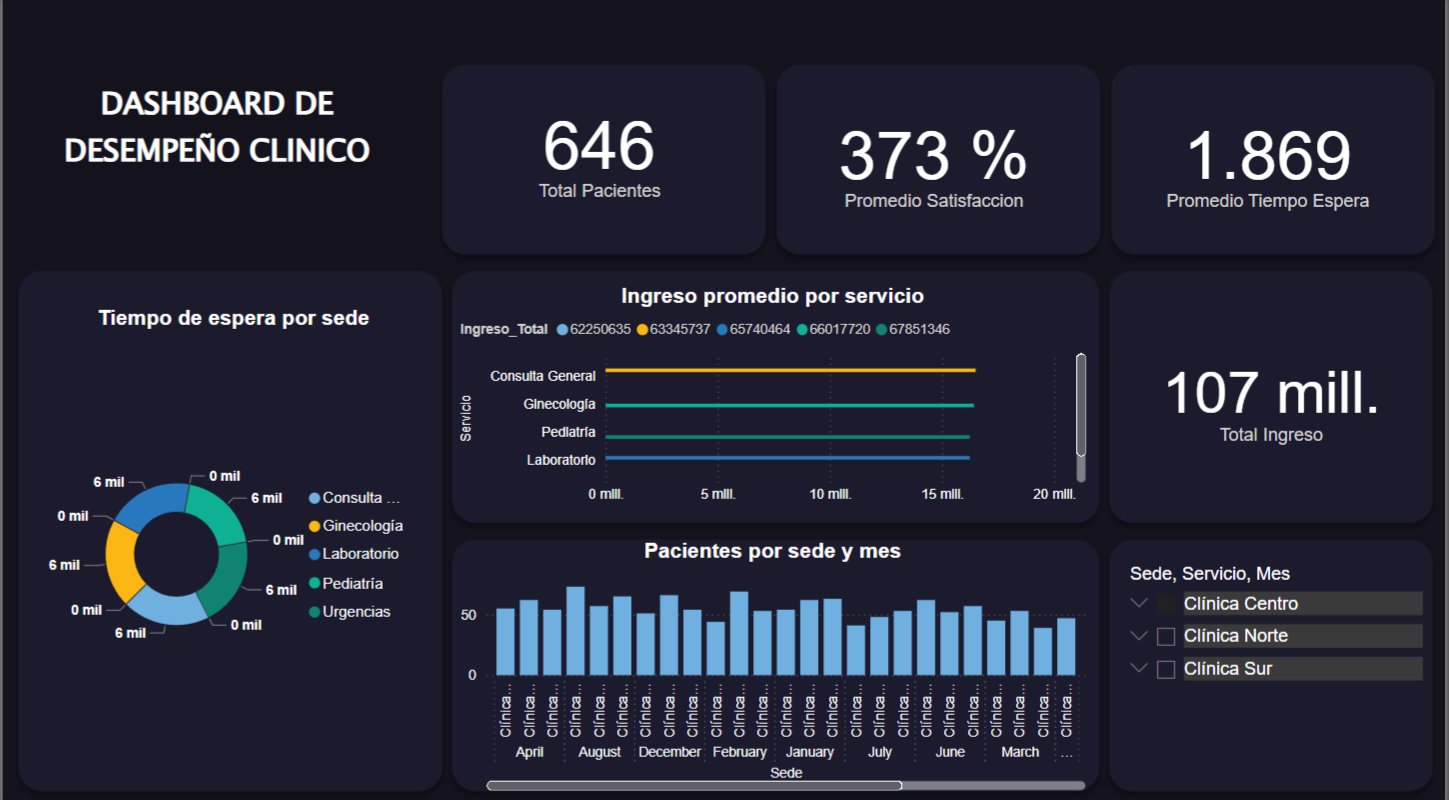 DASHBOARD DE
DESEMPEÑO CLINICO
646
Total Pacientes
373 %
Promedio Satisfaccion
1.869
Promedio Tiempo Espera
Tiempo de espera por sede
0 mil
6 mil
0 mil
6 mil
0 mil
6 mil
0 mil
6 mil
0 mil
6 mil
Consulta ...
Ginecología
Laboratorio
Pediatría
Urgencias
Ingreso promedio por servicio
Ingreso_Total 62250635 63345737 65740464 66017720 67851346
Servicio
Consulta General
Ginecología
Pediatría
Laboratorio
0 mill. 5 mill. 10 mill. 15 mill. 20 mill.
107 mill.
Total Ingreso
Pacientes por sede y mes
50
0
Clínica... Clínica... Clínica... Clínica... Clínica... Clínica... Clínica... Clínica... Clínica... Clínica... Clínica... Clínica... Clínica... Clínica... Clínica... Clínica... Clínica... Clínica... Clínica... Clínica... Clínica... Clínica... Clínica... Clínica... Clínica...
April August December February January July June March ...
Sede
Sede, Servicio, Mes
Clínica Centro
Clínica Norte
Clínica Sur